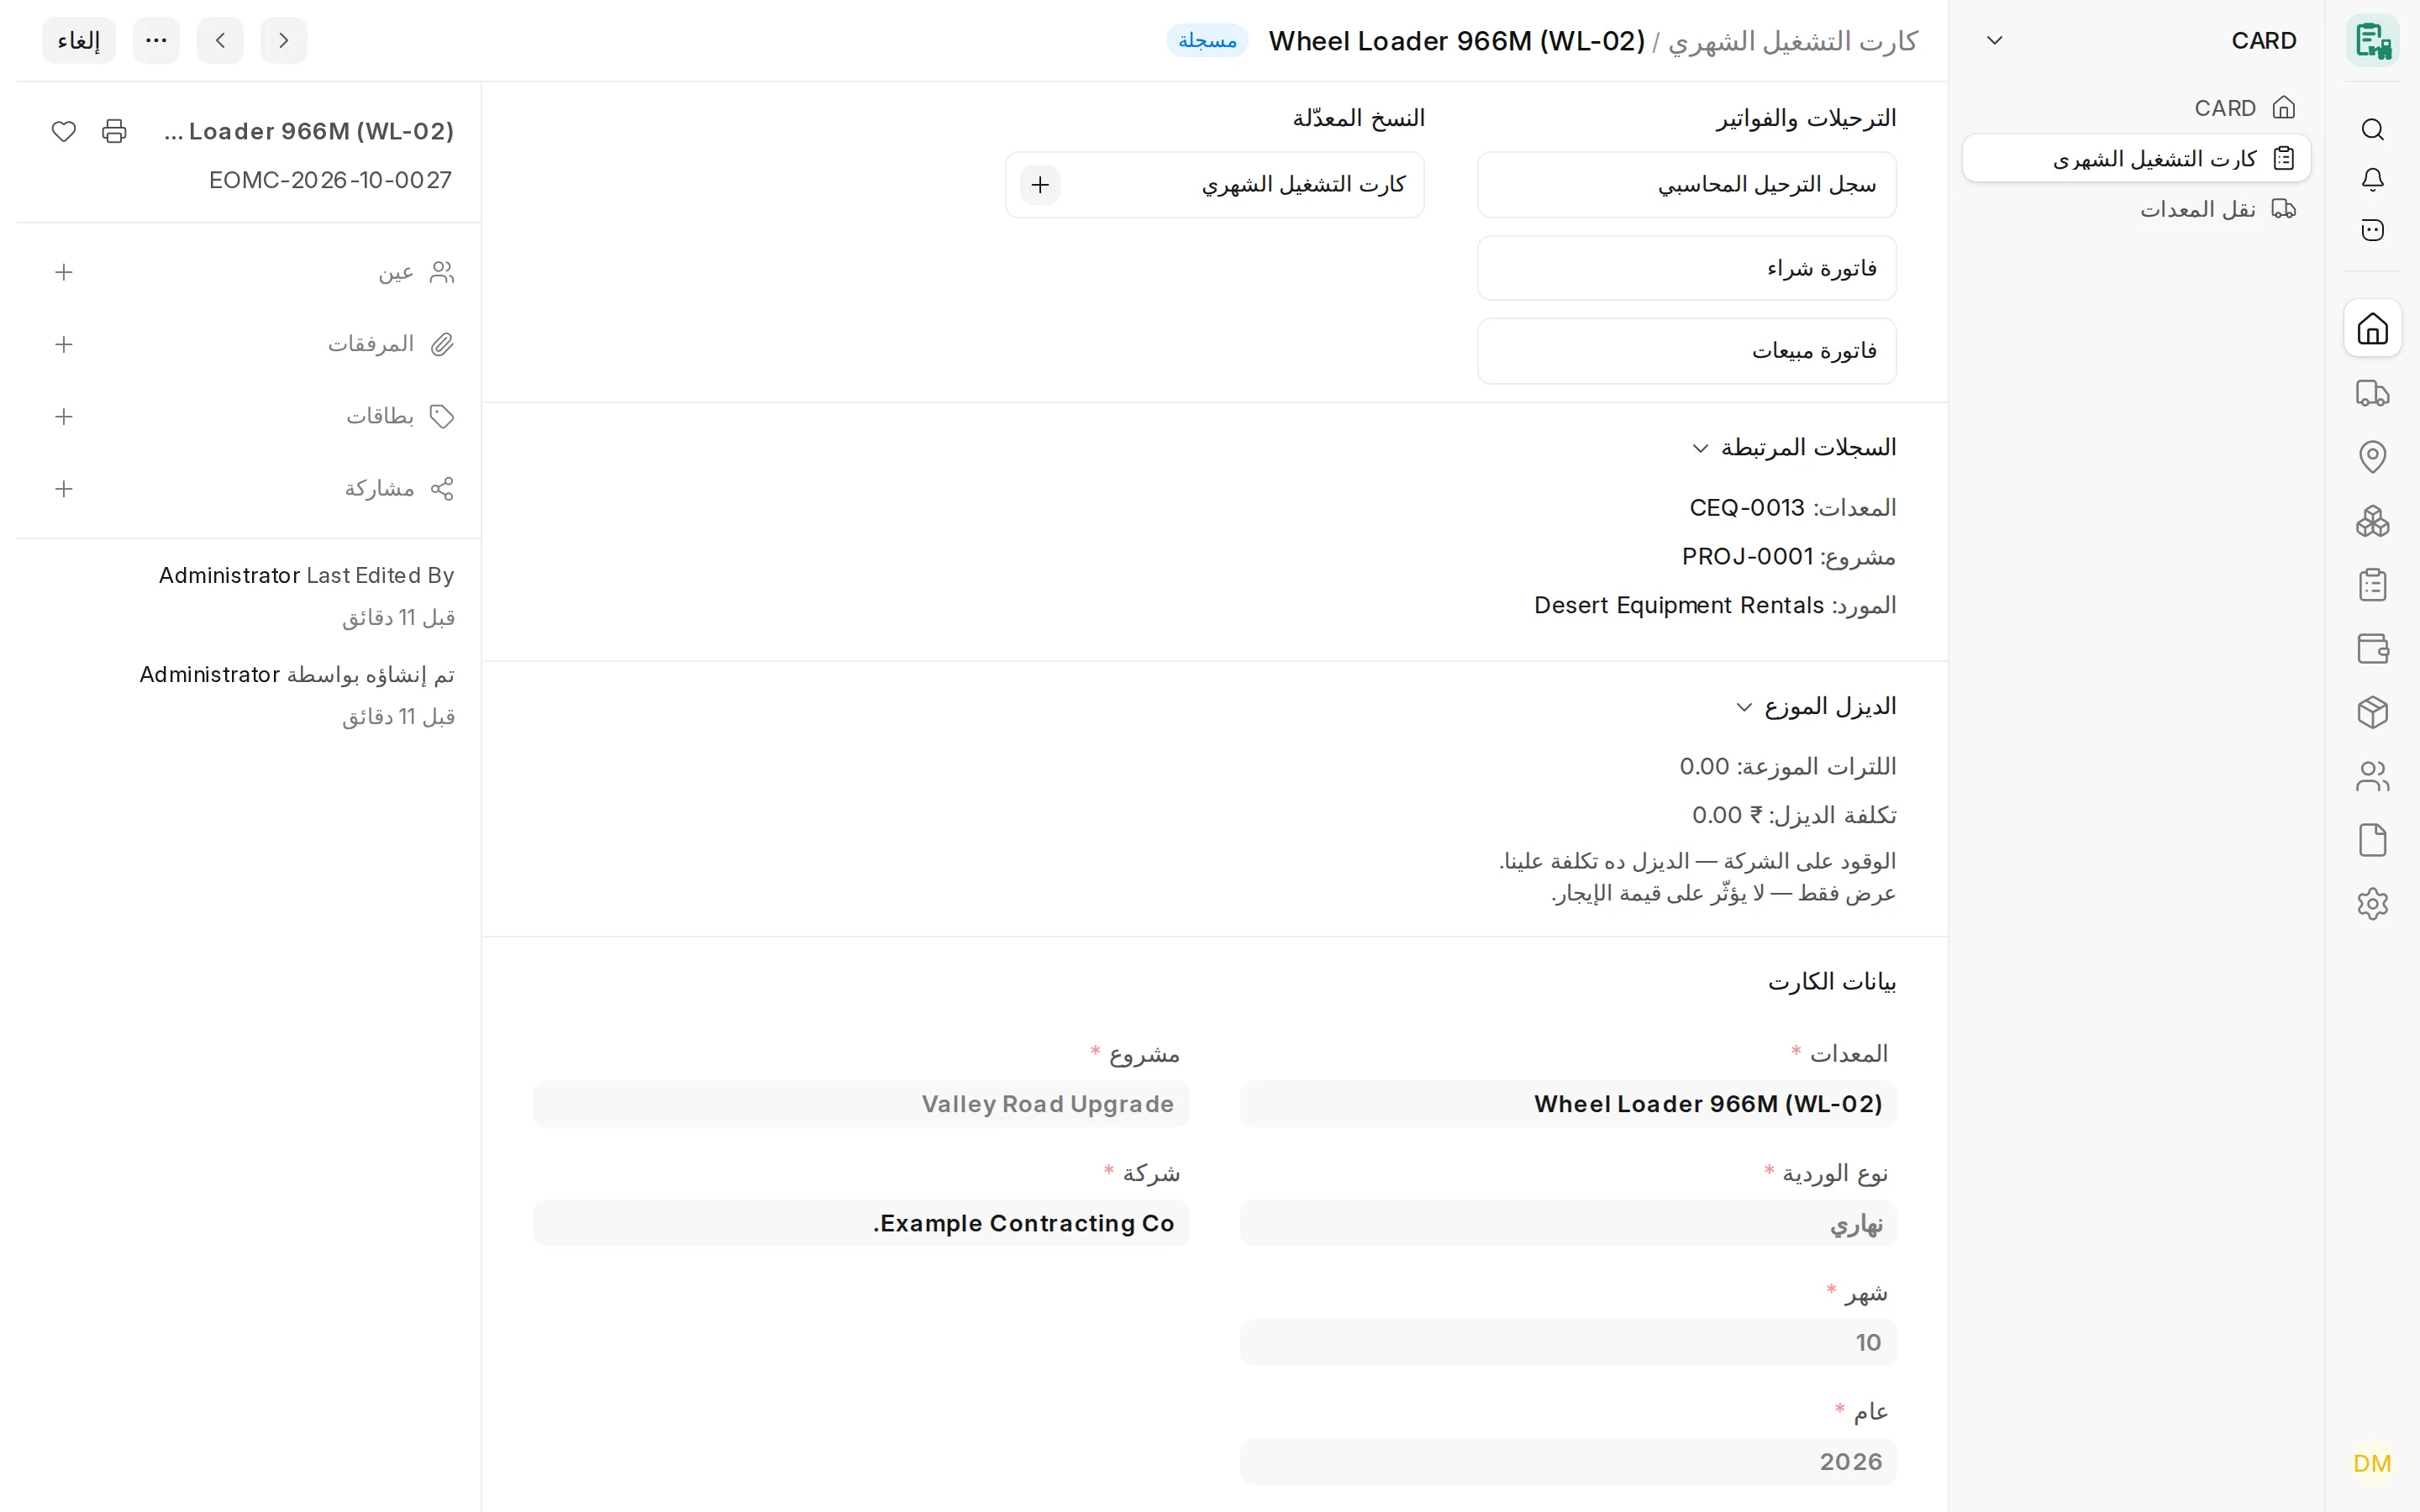 CARD
CARD
كارت التشغيل الشهري
نقل المعدات
DM
كارت التشغيل الشهري / Wheel Loader 966M (WL-02) مسجلة
إلغاء
الترحيلات والفواتير
سجل الترحيل المحاسبي
فاتورة شراء
فاتورة مبيعات
النسخ المعدّلة
كارت التشغيل الشهري
السجلات المرتبطة
المعدات: CEQ-0013
مشروع: PROJ-0001
المورد: Desert Equipment Rentals
الديزل الموزع
اللترات الموزعة: 0.00
تكلفة الديزل: ₹ 0.00
الوقود على الشركة — الديزل ده تكلفة علينا.
عرض فقط — لا يؤثّر على قيمة الإيجار.
بيانات الكارت
المعدات *
Wheel Loader 966M (WL-02)
نوع الوردية *
نهاري
شهر *
10
عام *
2026
مشروع *
Valley Road Upgrade
شركة *
Example Contracting Co.
... Loader 966M (WL-02)
EOMC-2026-10-0027
عين
المرفقات
بطاقات
مشاركة
Administrator Last Edited By
قبل 11 دقائق
تم إنشاؤه بواسطة Administrator
قبل 11 دقائق